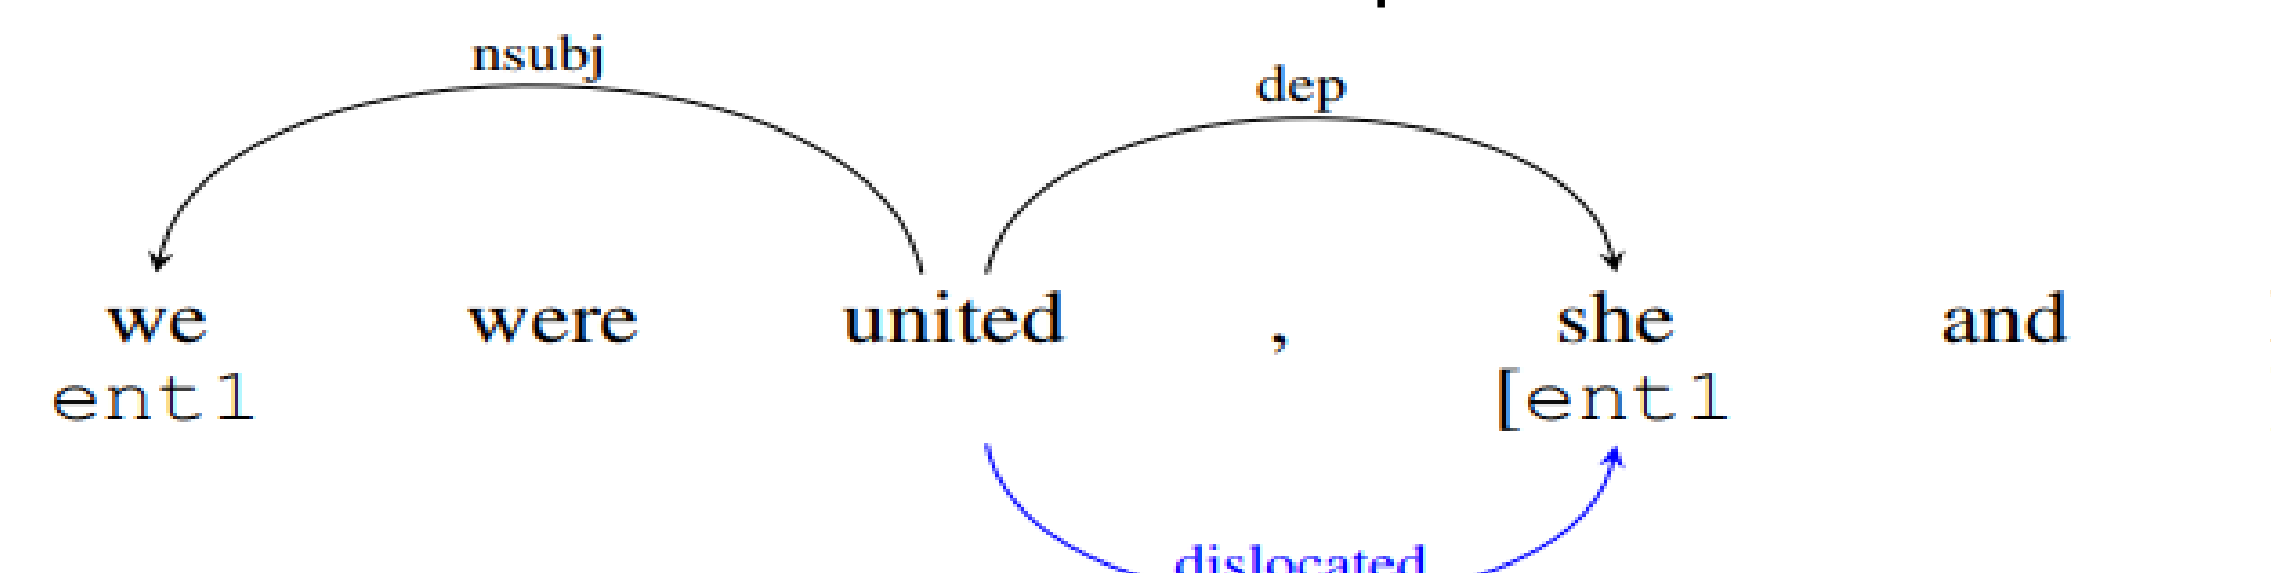 nsubj
dep
we were united , she and
ent1 [ent1
dislocated